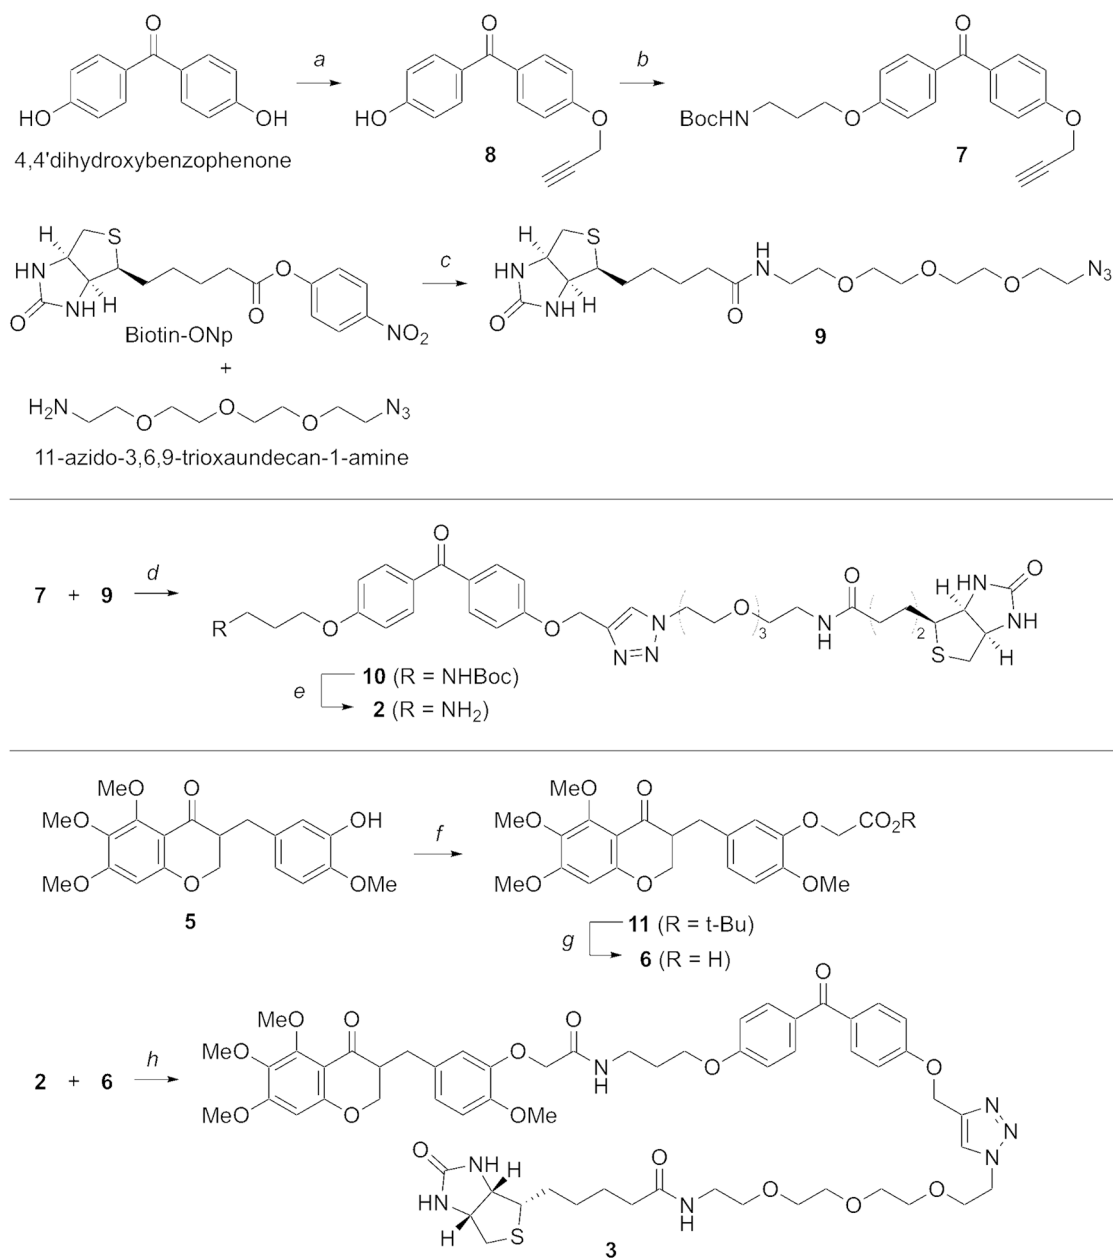 O
O
O
a
b
HO
OH
HO
O
BocHN
O
O
4,4'dihydroxybenzophenone
8
7
H
S
H
S
HN
O
c
HN
H
N
O
O
N3
NH
H
O
NH
H
O
O
O
O
NO2
O
Biotin-ONp
9
+
H2N
O
O
O
N3
11-azido-3,6,9-trioxaundecan-1-amine
O
7 + 9
d
R
O
O
N
N=N
O
3
N
H
O
2
H
HN
O
NH
S
H
10 (R = NHBoc)
e
2 (R = NH2)
MeO
O
MeO
O
MeO
OH
f
MeO
O
CO2R
MeO
O
OMe
MeO
O
OMe
5
11 (R = t-Bu)
g
6 (R = H)
O
MeO
O
O
2 + 6
h
MeO
O
N
H
O
O
MeO
O
OMe
N
N
N
O
NH
H
O
HN
N
H
O
O
O
H
S
3